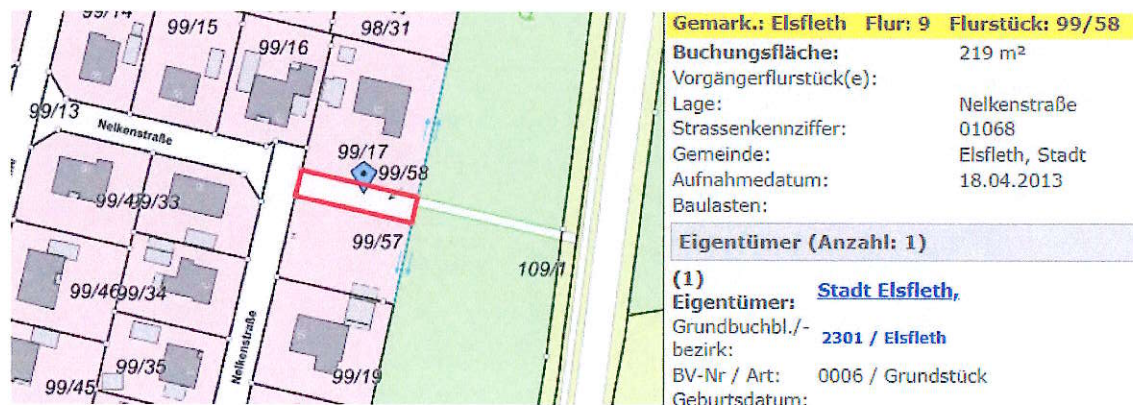 99/14
99/15
99/16
98/31
99/13
Nelkenstraße
99/17
99/58
99/33
99/57
109/1
99/46
99/34
Nelkenstraße
99/35
99/45
99/19
Gemark.: Elsfleth Flur: 9 Flurstück: 99/58
Buchungsfläche: 219 m²
Vorgängerflurstück(e):
Lage: Nelkenstraße
Strassenkennziffer: 01068
Gemeinde: Elsfleth, Stadt
Aufnahmedatum: 18.04.2013
Baulasten:
Eigentümer (Anzahl: 1)
(1)
Eigentümer: Stadt Elsfleth,
Grundbuchbl./-
bezirk: 2301 / Elsfleth
BV-Nr / Art: 0006 / Grundstück
Geburtsdatum: